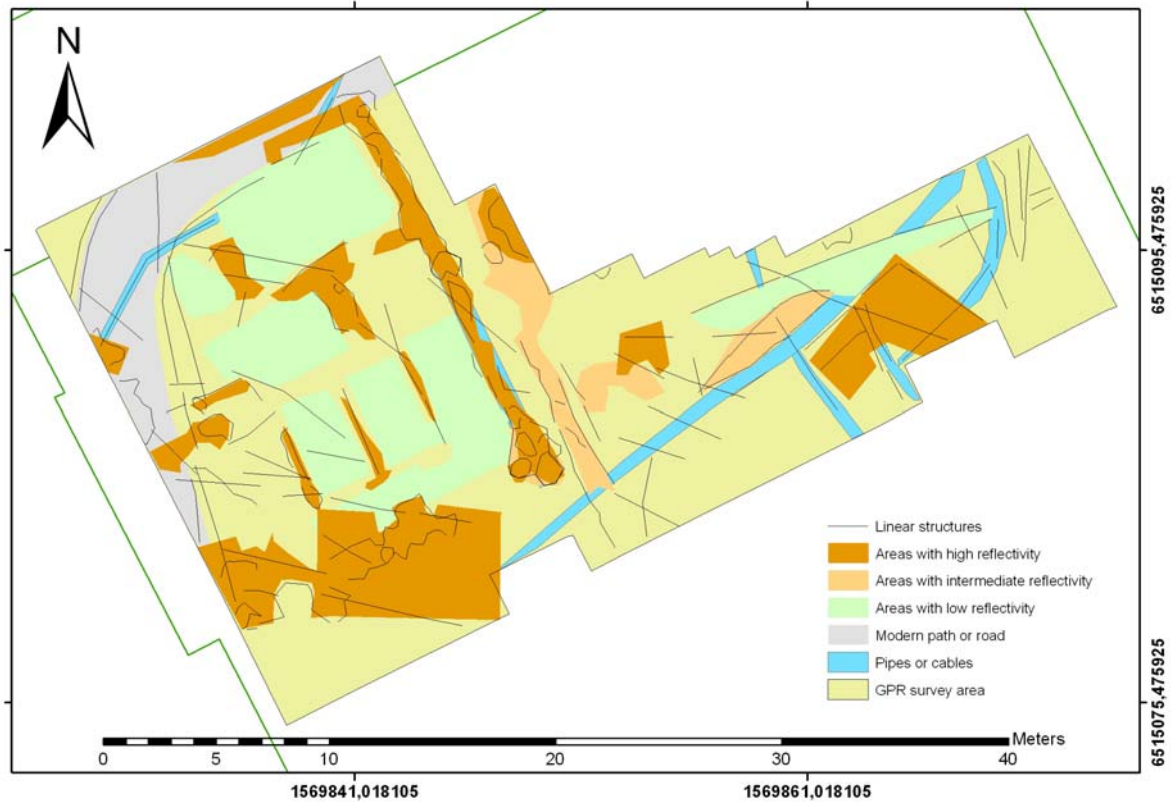 N
6515095,475925
Linear structures
Areas with high reflectivity
Areas with intermediate reflectivity
Areas with low reflectivity
Modern path or road
Pipes or cables
GPR survey area
6515075,475925
Meters
0 5 10 20 30 40
1569841,018105 1569861,018105